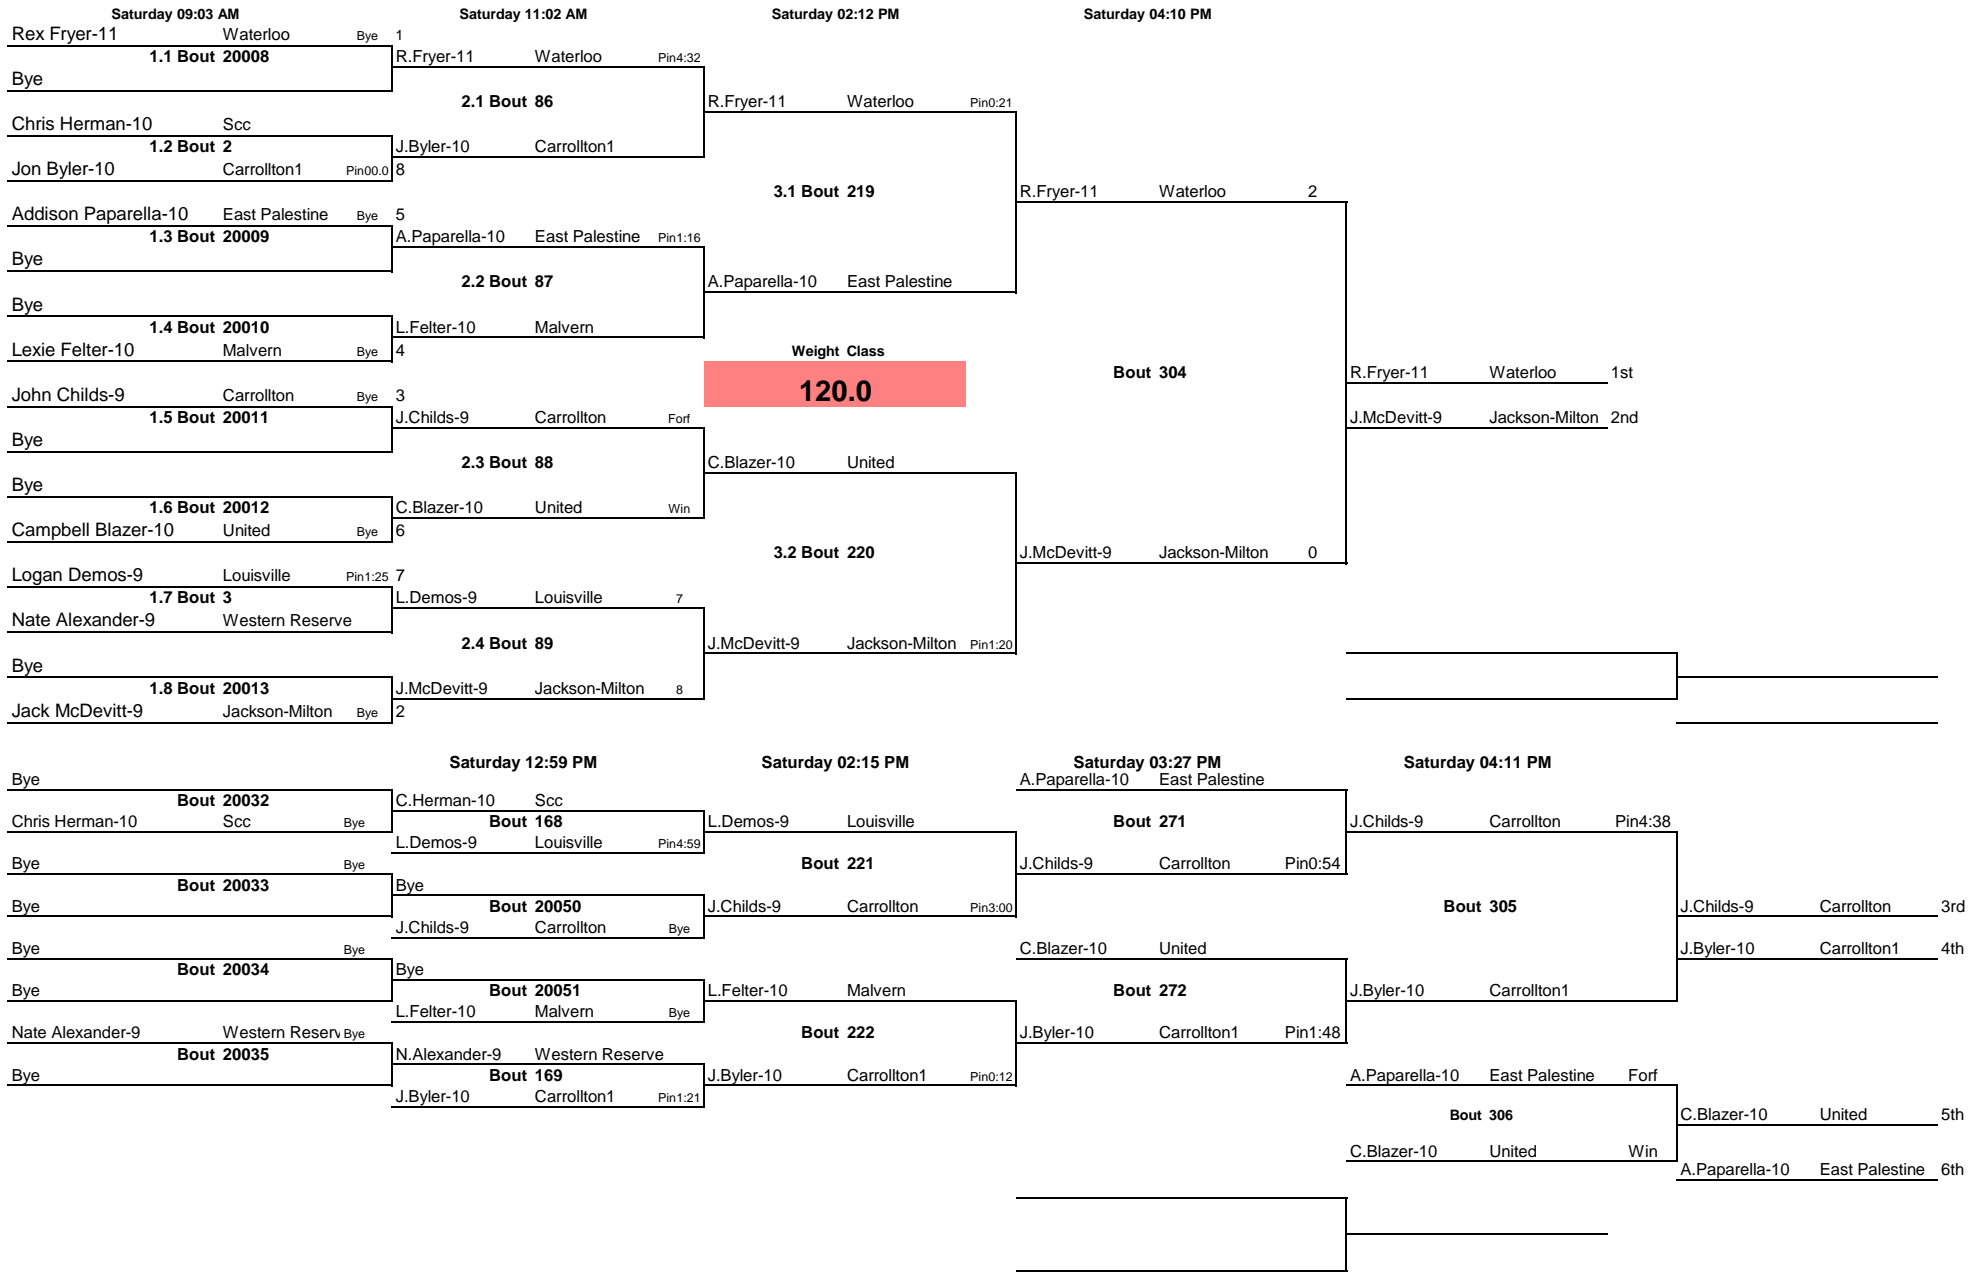 Saturday 09:03 AM Saturday 11:02 AM Saturday 02:12 PM Saturday 04:10 PM
Rex Fryer-11 Waterloo Bye 1
1.1 Bout 20008 R.Fryer-11 Waterloo Pin4:32
Bye
2.1 Bout 86 R.Fryer-11 Waterloo Pin0:21
Chris Herman-10 Scc
1.2 Bout 2 J.Byler-10 Carrollton1
Jon Byler-10 Carrollton1 Pin00.0 8
3.1 Bout 219 R.Fryer-11 Waterloo 2
Addison Paparella-10 East Palestine Bye 5
1.3 Bout 20009 A.Paparella-10 East Palestine Pin1:16
Bye
2.2 Bout 87 A.Paparella-10 East Palestine
Bye
1.4 Bout 20010 L.Felter-10 Malvern
Lexie Felter-10 Malvern Bye 4 Weight Class
Bout 304 R.Fryer-11 Waterloo 1st
John Childs-9 Carrollton Bye 3 120.0
1.5 Bout 20011 J.Childs-9 Carrollton Forf J.McDevitt-9 Jackson-Milton 2nd
Bye
2.3 Bout 88 C.Blazer-10 United
Bye
1.6 Bout 20012 C.Blazer-10 United Win
Campbell Blazer-10 United Bye 6
3.2 Bout 220 J.McDevitt-9 Jackson-Milton 0
Logan Demos-9 Louisville Pin1:25 7
1.7 Bout 3 L.Demos-9 Louisville 7
Nate Alexander-9 Western Reserve
2.4 Bout 89 J.McDevitt-9 Jackson-Milton Pin1:20
Bye
1.8 Bout 20013 J.McDevitt-9 Jackson-Milton 8
Jack McDevitt-9 Jackson-Milton Bye 2
Saturday 12:59 PM Saturday 02:15 PM Saturday 03:27 PM Saturday 04:11 PM
Bye A.Paparella-10 East Palestine
Bout 20032 C.Herman-10 Scc
Chris Herman-10 Scc Bye Bout 168 L.Demos-9 Louisville Bout 271 J.Childs-9 Carrollton Pin4:38
L.Demos-9 Louisville Pin4:59
Bye Bye Bout 221 J.Childs-9 Carrollton Pin0:54
Bout 20033 Bye
Bye Bout 20050 J.Childs-9 Carrollton Pin3:00 Bout 305 J.Childs-9 Carrollton 3rd
J.Childs-9 Carrollton Bye
Bye Bye C.Blazer-10 United J.Byler-10 Carrollton1 4th
Bout 20034 Bye
Bye Bout 20051 L.Felter-10 Malvern Bout 272 J.Byler-10 Carrollton1
L.Felter-10 Malvern Bye
Nate Alexander-9 Western Reserv Bye Bout 222 J.Byler-10 Carrollton1 Pin1:48
Bout 20035 N.Alexander-9 Western Reserve
Bye Bout 169 J.Byler-10 Carrollton1 Pin0:12 A.Paparella-10 East Palestine Forf
J.Byler-10 Carrollton1 Pin1:21
Bout 306 C.Blazer-10 United 5th
C.Blazer-10 United Win
A.Paparella-10 East Palestine 6th